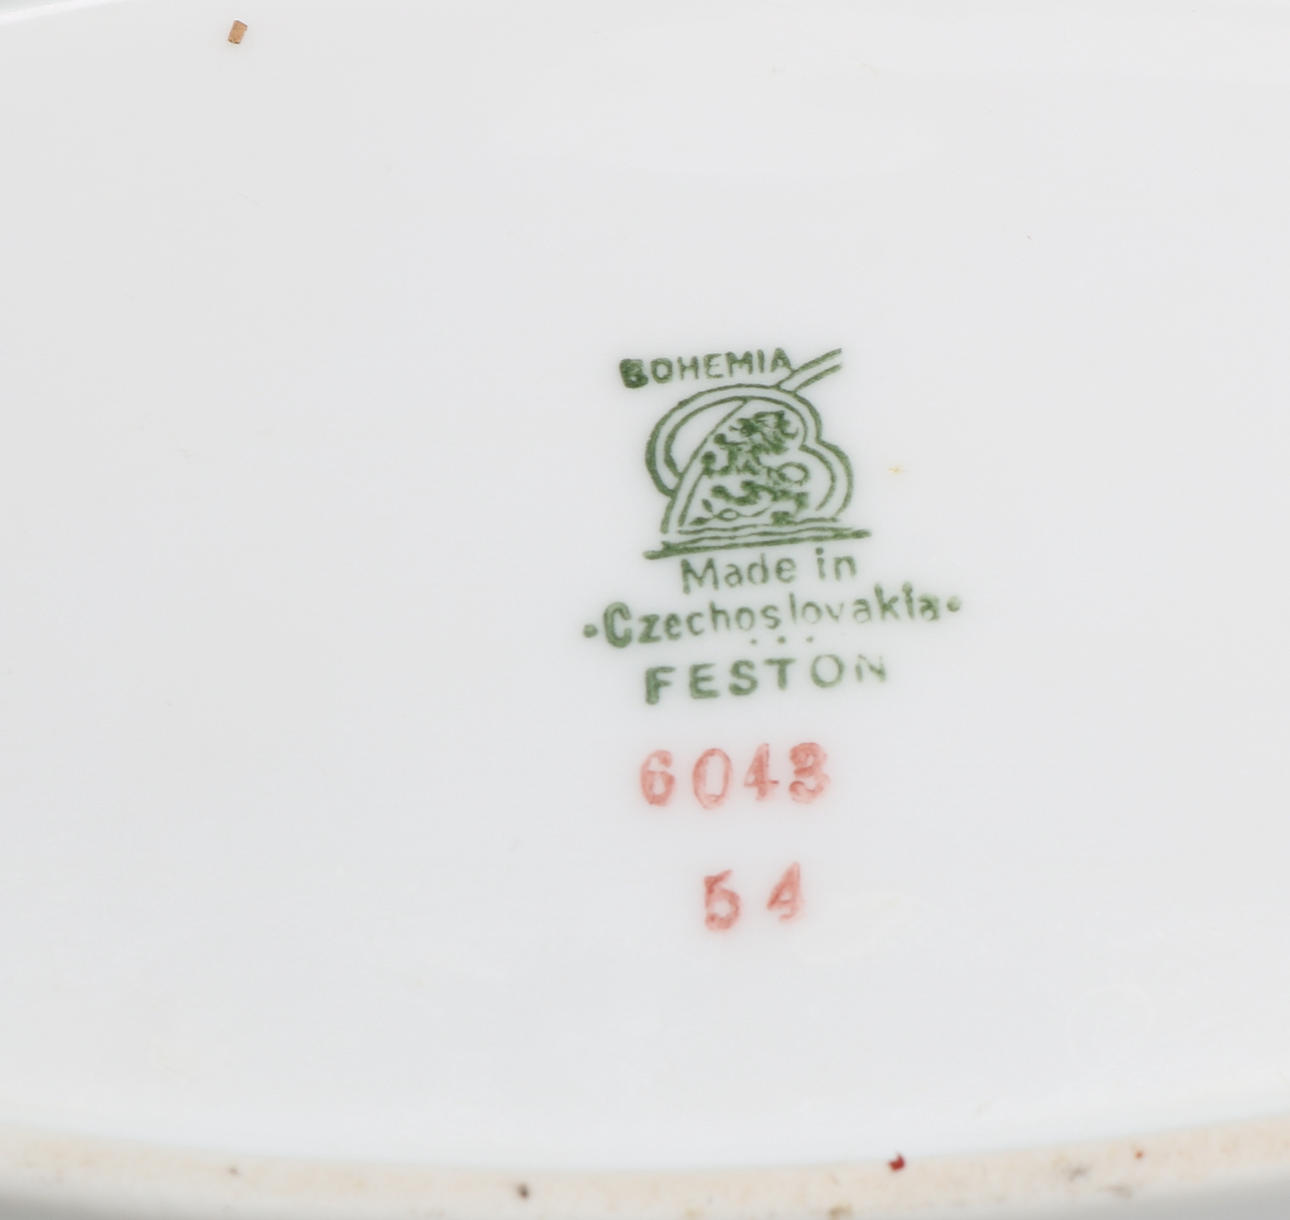 BOHEMIA
Made in
•Czechoslovakia•
FESTON
6043
54